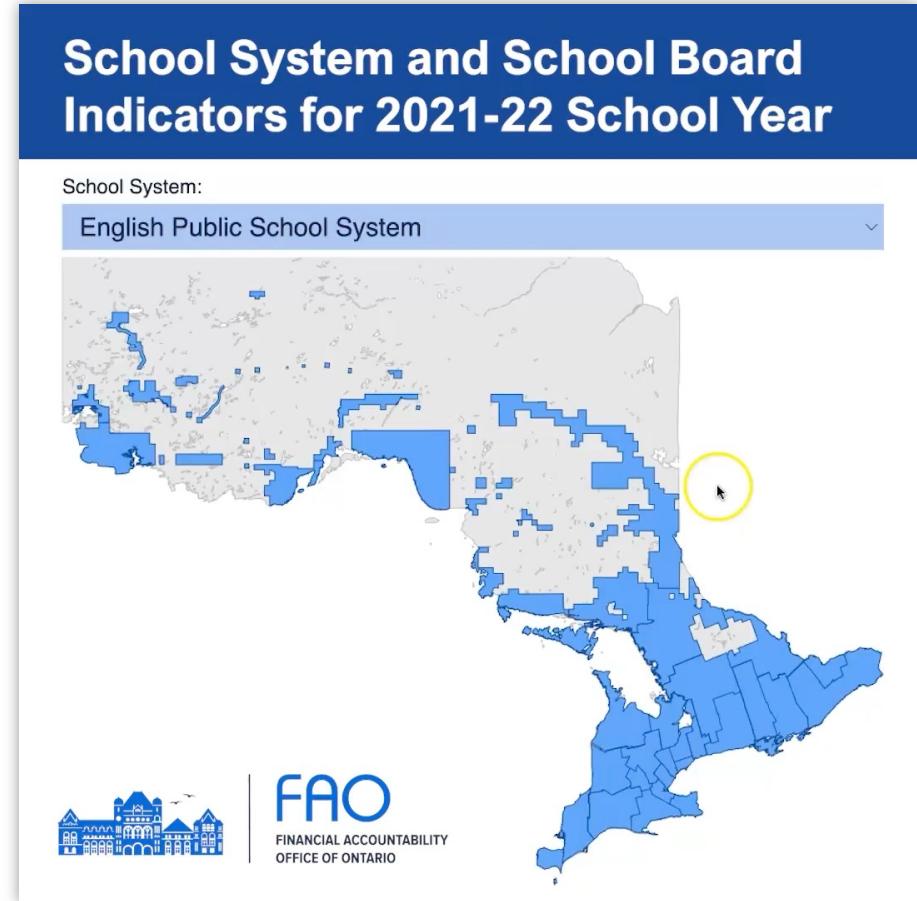 School System and School Board
Indicators for 2021-22 School Year
School System:
English Public School System
FAO
FINANCIAL ACCOUNTABILITY
OFFICE OF ONTARIO